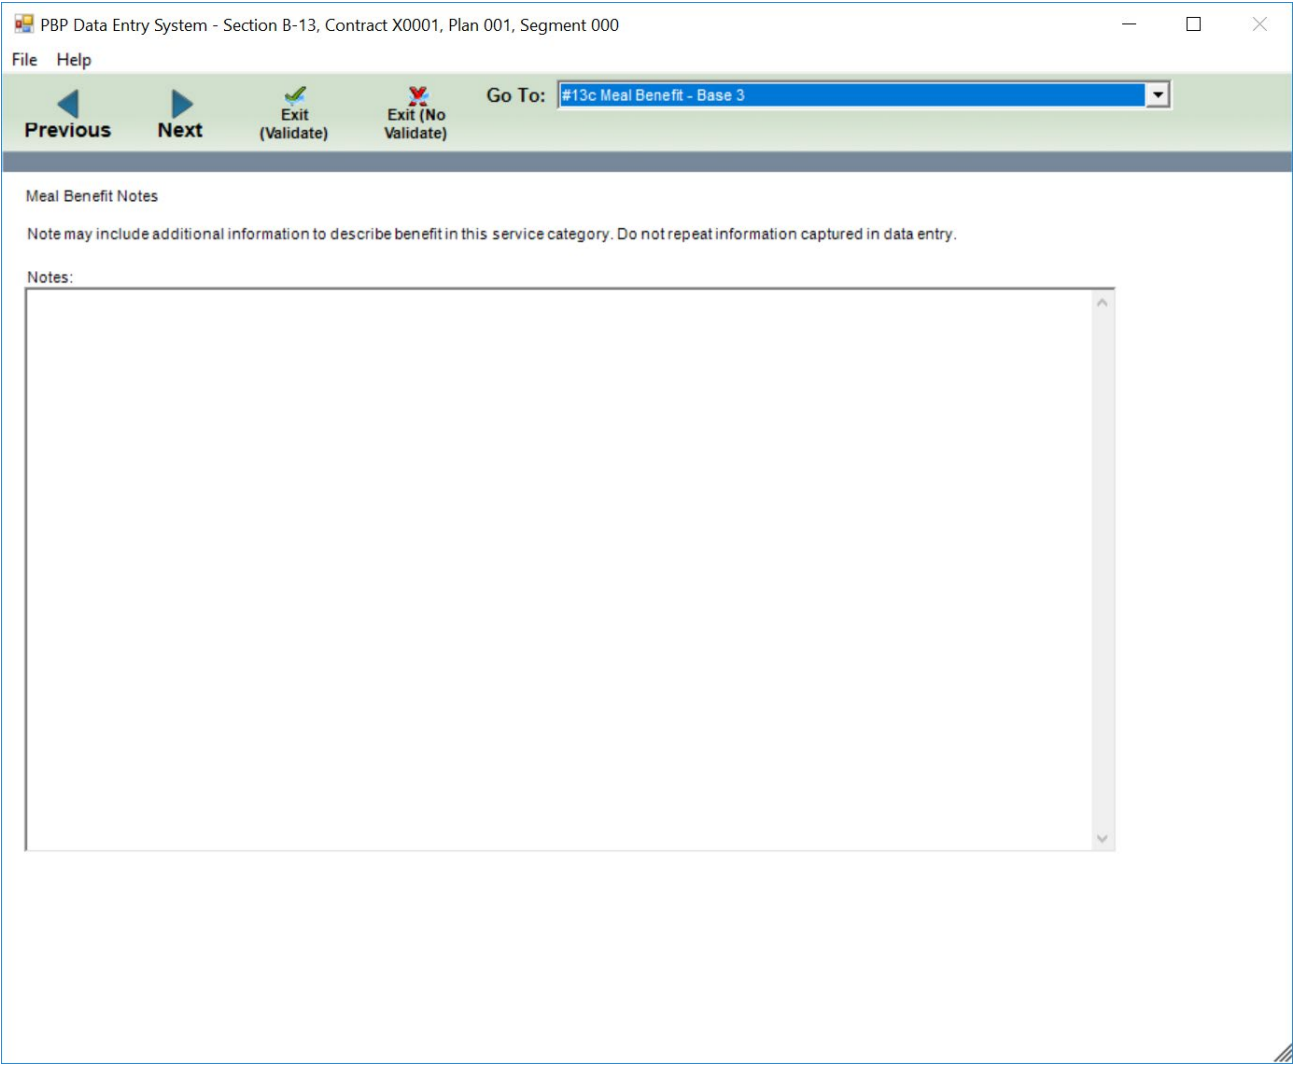 PBP Data Entry System - Section B-13, Contract X0001, Plan 001, Segment 000
File Help
Previous
Next
Exit
(Validate)
Exit (No
Validate)
Go To: #13c Meal Benefit - Base 3
Meal Benefit Notes
Note may include additional information to describe benefit in this service category. Do not repeat information captured in data entry.
Notes: